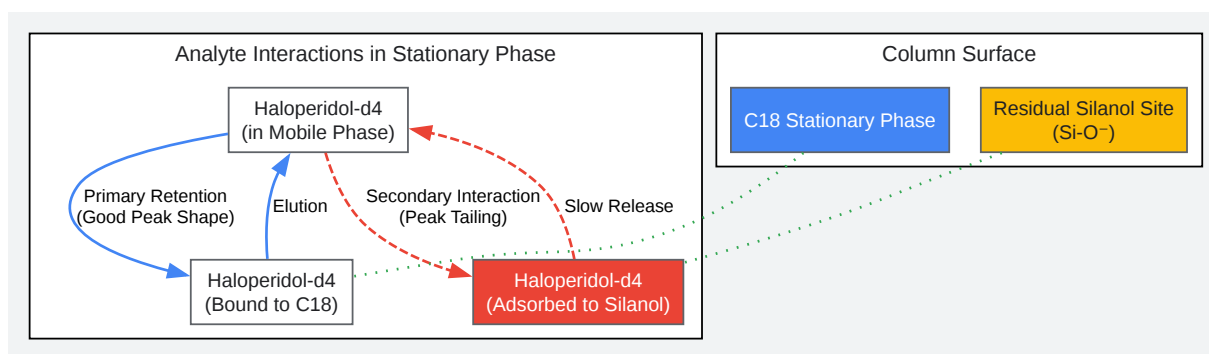 Analyte Interactions in Stationary Phase
Haloperidol-d4
(in Mobile Phase)
Primary Retention
(Good Peak Shape)
Elution
Secondary Interaction
(Peak Tailing)
Slow Release
Haloperidol-d4
(Bound to C18)
Haloperidol-d4
(Adsorbed to Silanol)
Column Surface
C18 Stationary Phase
Residual Silanol Site
(Si-O⁻)